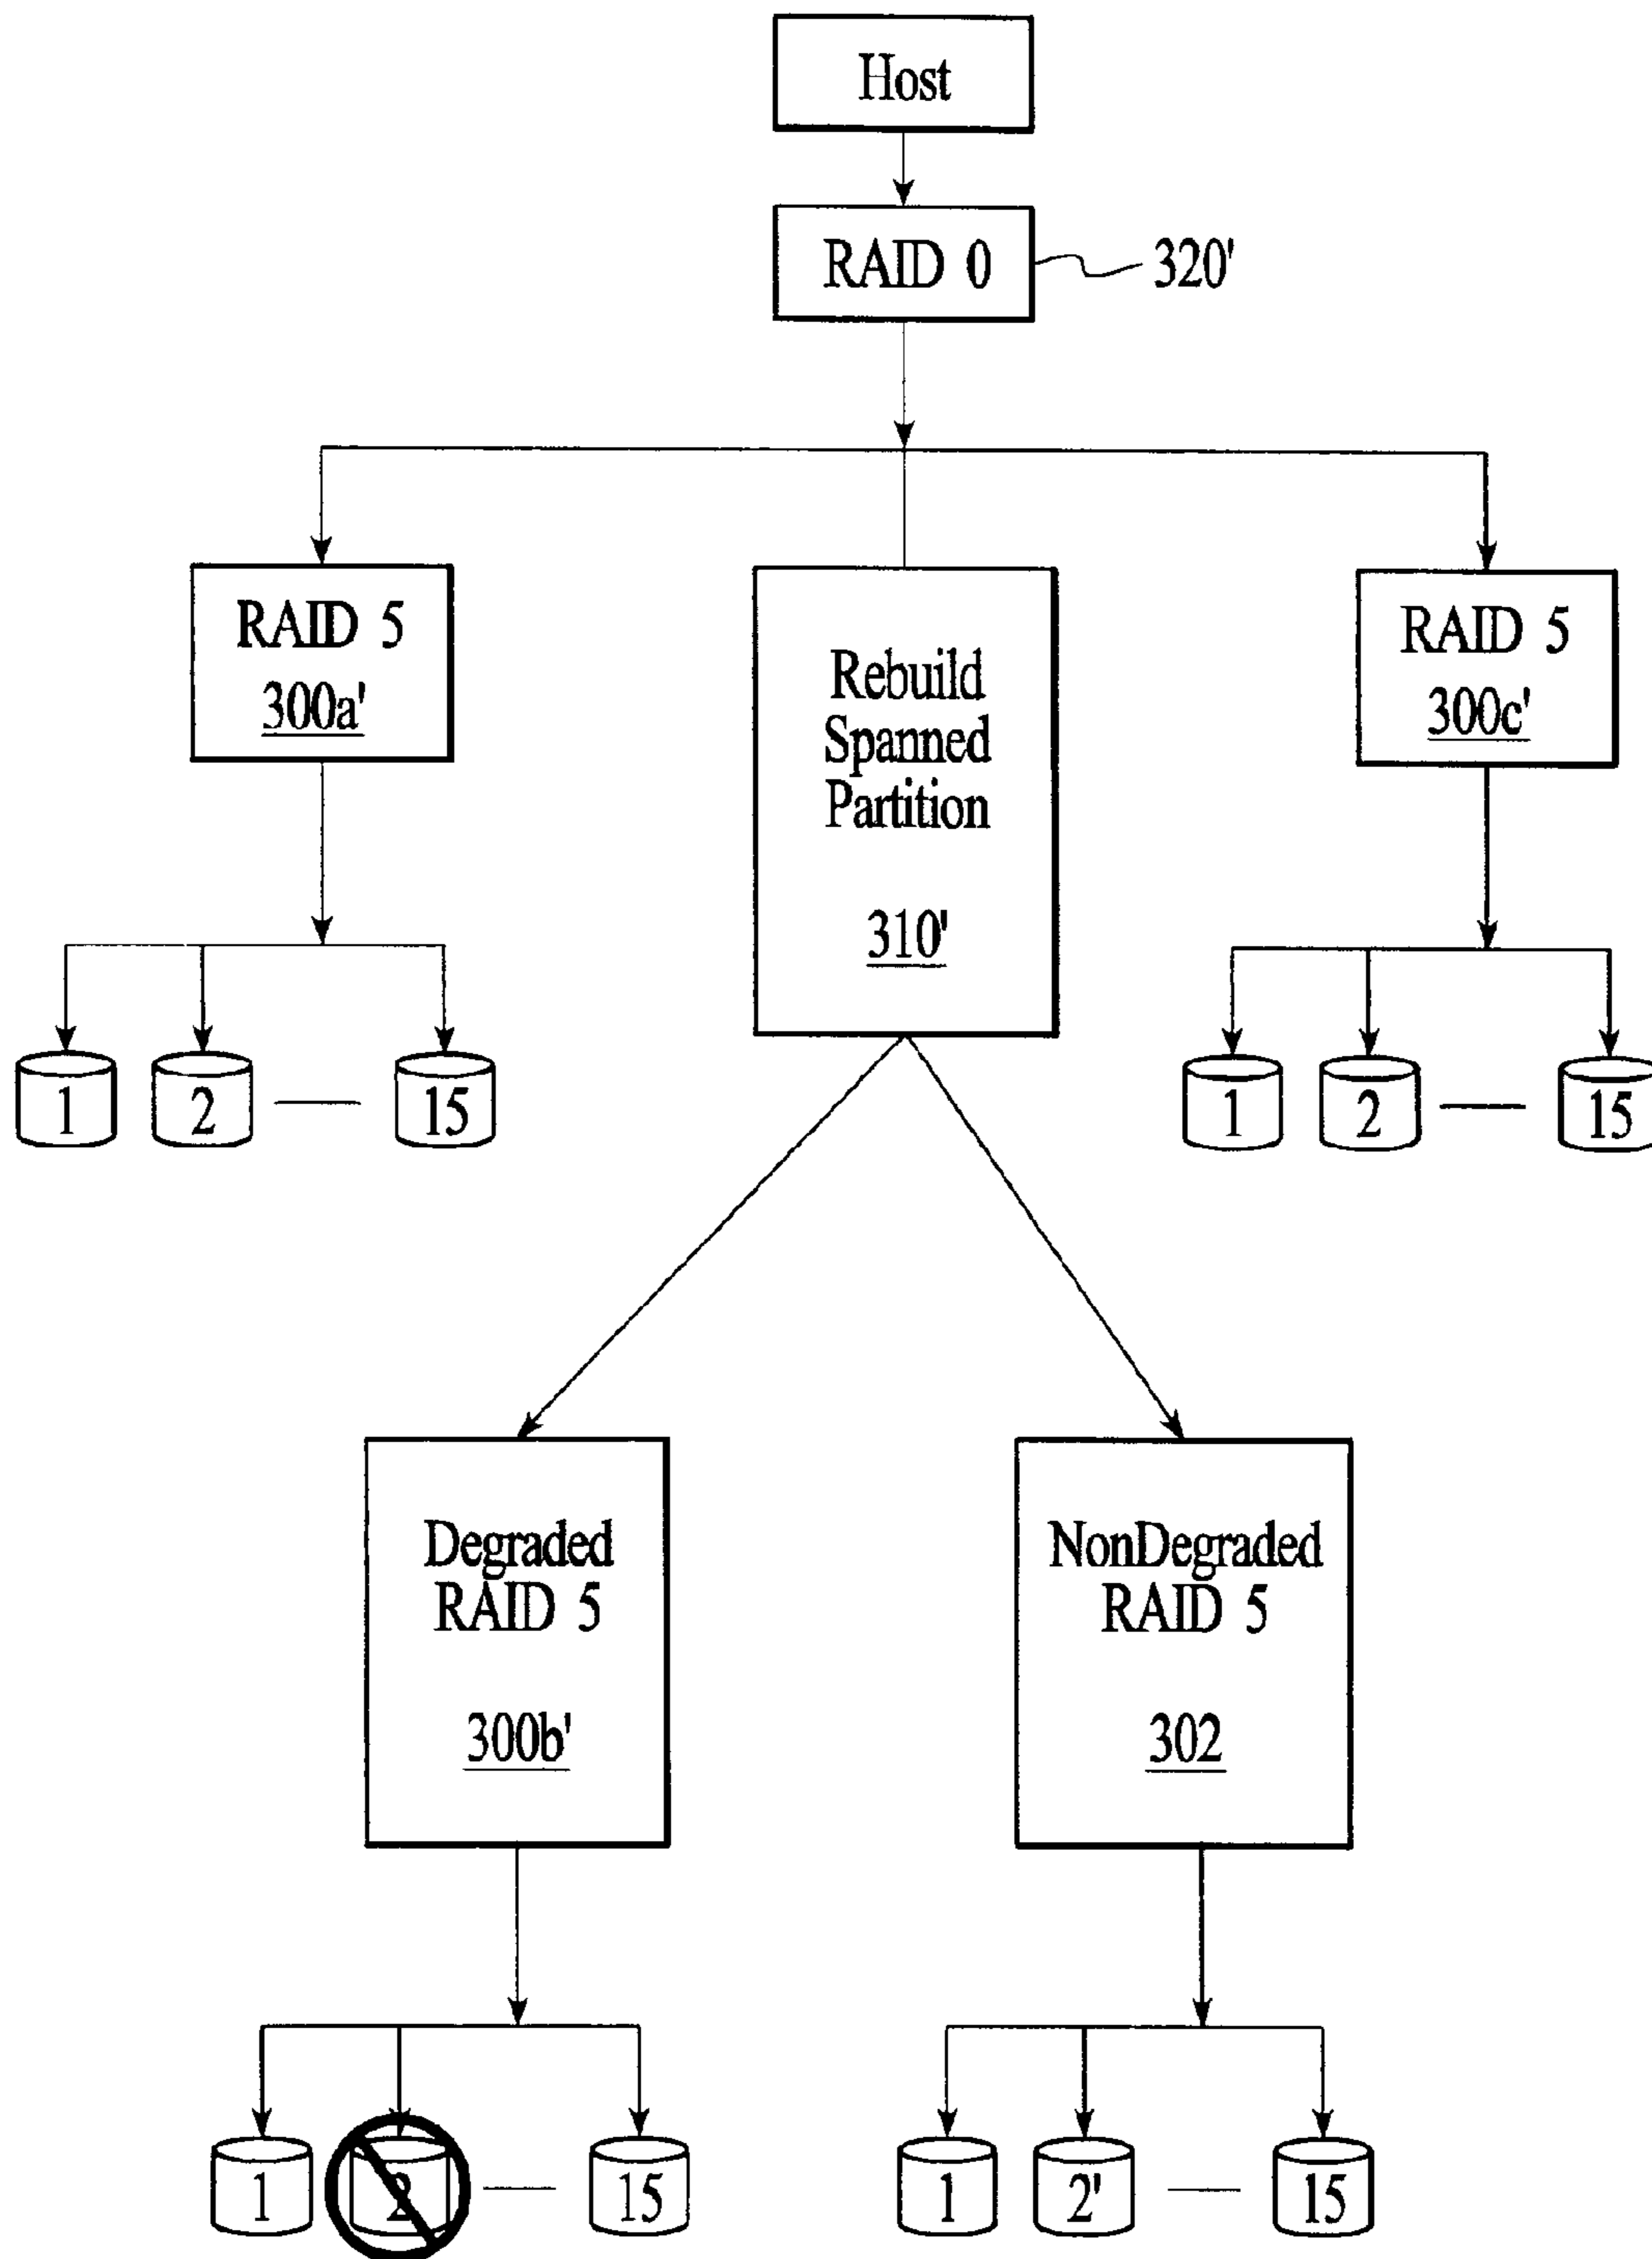 Host
RAID 0
320'
RAID 5
300a'
Rebuild
Spanned
Partition
310'
RAID 5
300c'
1
2
15
1
2
15
Degraded
RAID 5
300b'
NonDegraded
RAID 5
302
1
2
15
1
2'
15